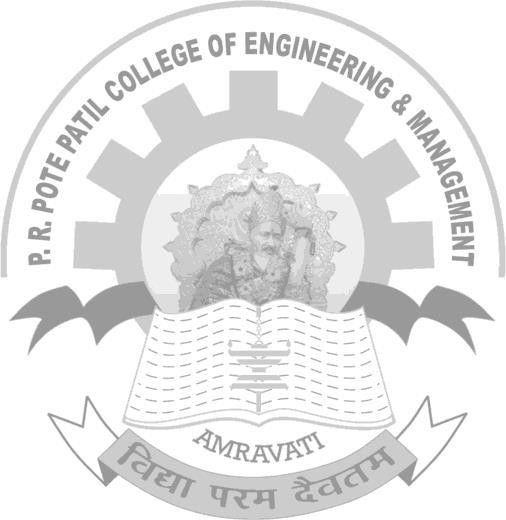 P. R. POTE PATIL COLLEGE OF ENGINEERING & MANAGEMENT
AMRAVATI
विद्या परम दैवतम